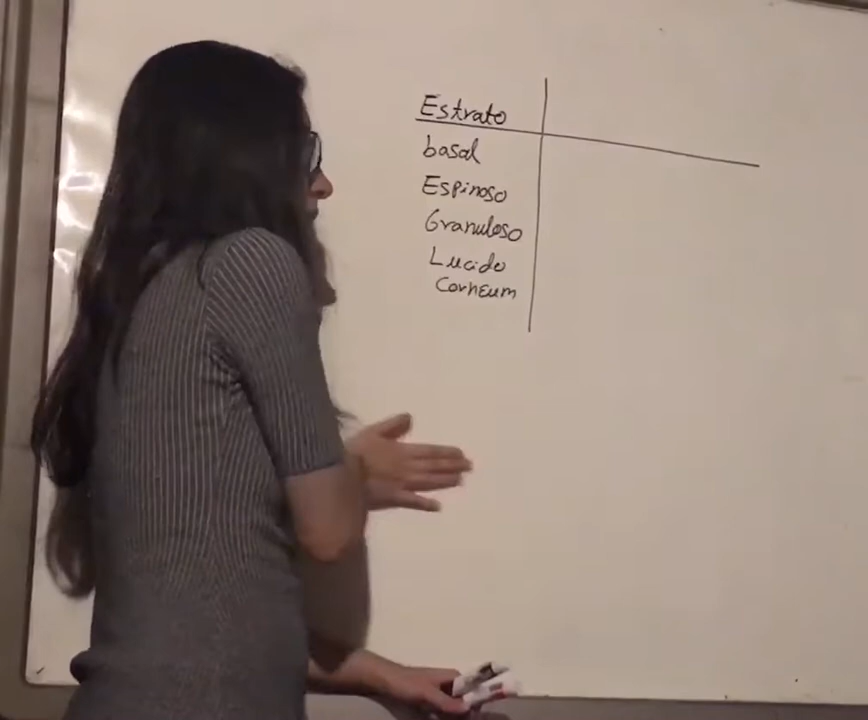 Estrato
basal
Espinoso
Granuloso
Lucido
Corneum